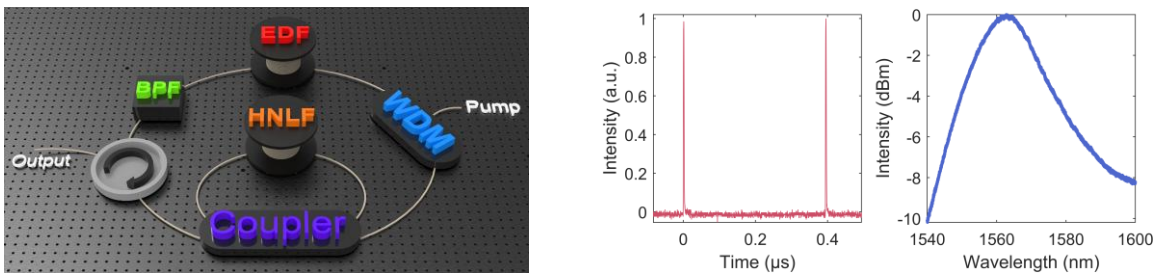 EDF
BPF
HNLF
WDM
Pump
Output
Coupler
Intensity (a.u.)
1
0.8
0.6
0.4
0.2
0
0
0.2
0.4
Time (µs)
Intensity (dBm)
0
-2
-4
-6
-8
-10
1540
1560
1580
1600
Wavelength (nm)